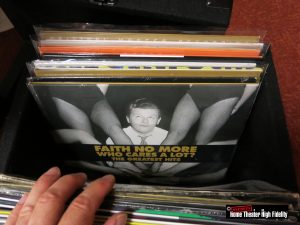 FAITH NO MORE
WHO CARES A LOT?
THE GREATEST HITS
Home Theater High Fidelity